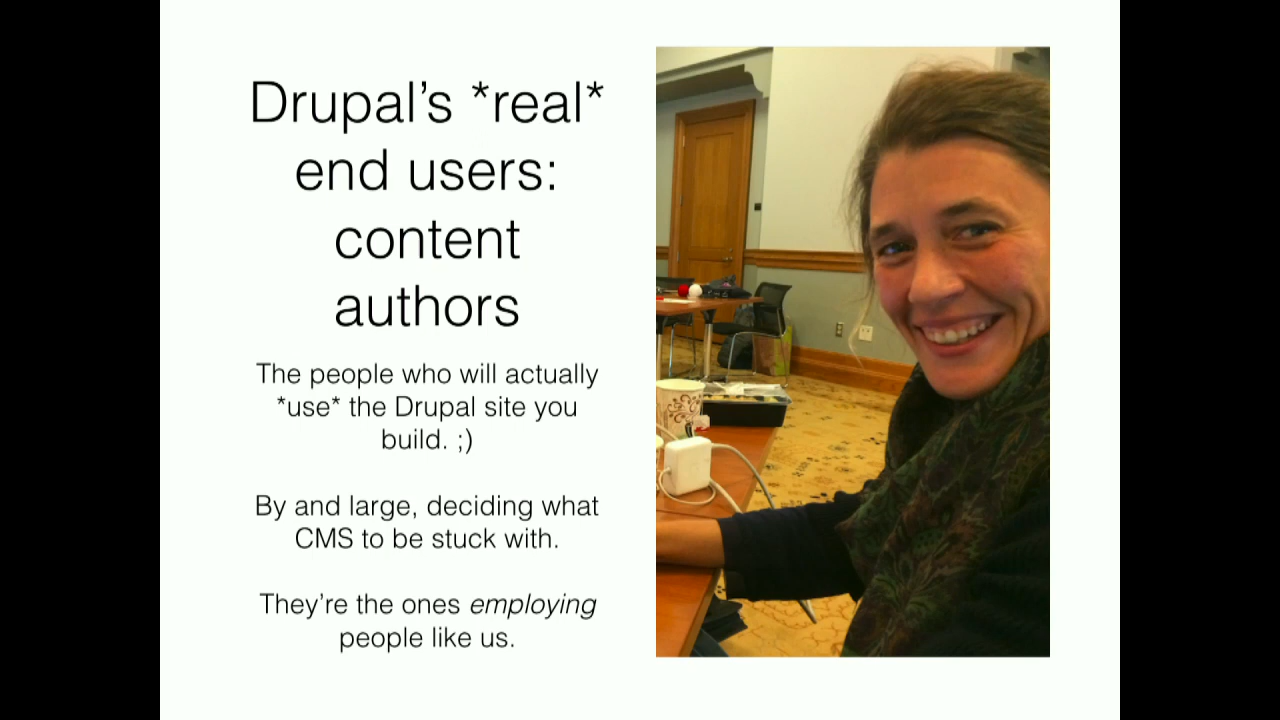 Drupal’s *real*
end users:
content
authors
The people who will actually
*use* the Drupal site you
build. ;)
By and large, deciding what
CMS to be stuck with.
They’re the ones employing
people like us.